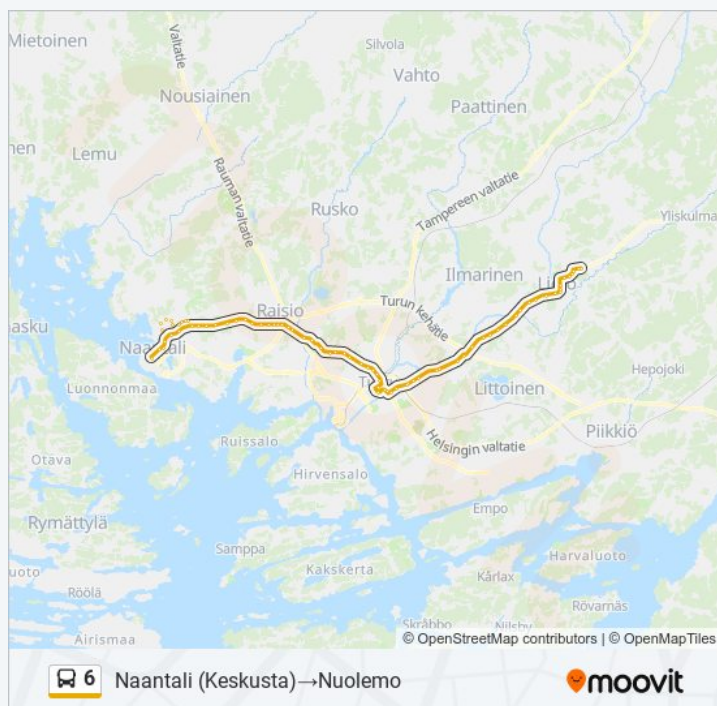 Mietoinen
Valtatie
Silvola
Vahto
Nousiainen
Paattinen
Lemu
Rauman valtatie
Rusko
Tampereen valtatie
Yliskulma
Ilmarinen
Raisio
Turun kehätie
Naantali
Luonnonmaa
Hepojoki
Littoinen
Piikkiö
Ruissalo
Helsingin valtatie
Otava
Hirvensalo
Rymättylä
Empo
Samppa
Kakskerta
Harvaluoto
Kårlax
Röölä
Rövarnäs
Airismaa
© OpenStreetMap contributors | © OpenMapTiles
6 Naantali (Keskusta)→Nuolemo
moovit